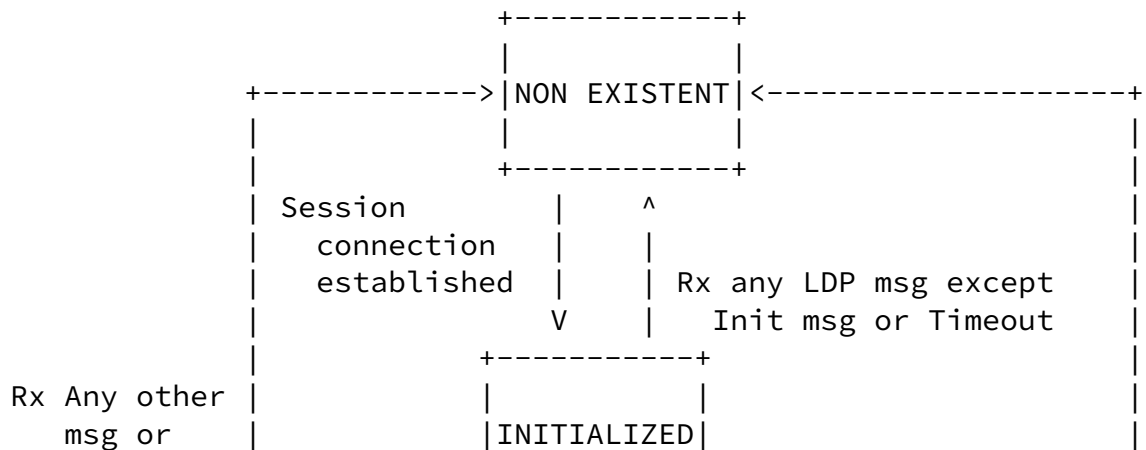 NON EXISTENT
Session
connection
established
Rx any LDP msg except
Init msg or Timeout
Rx Any other
msg or
INITIALIZED